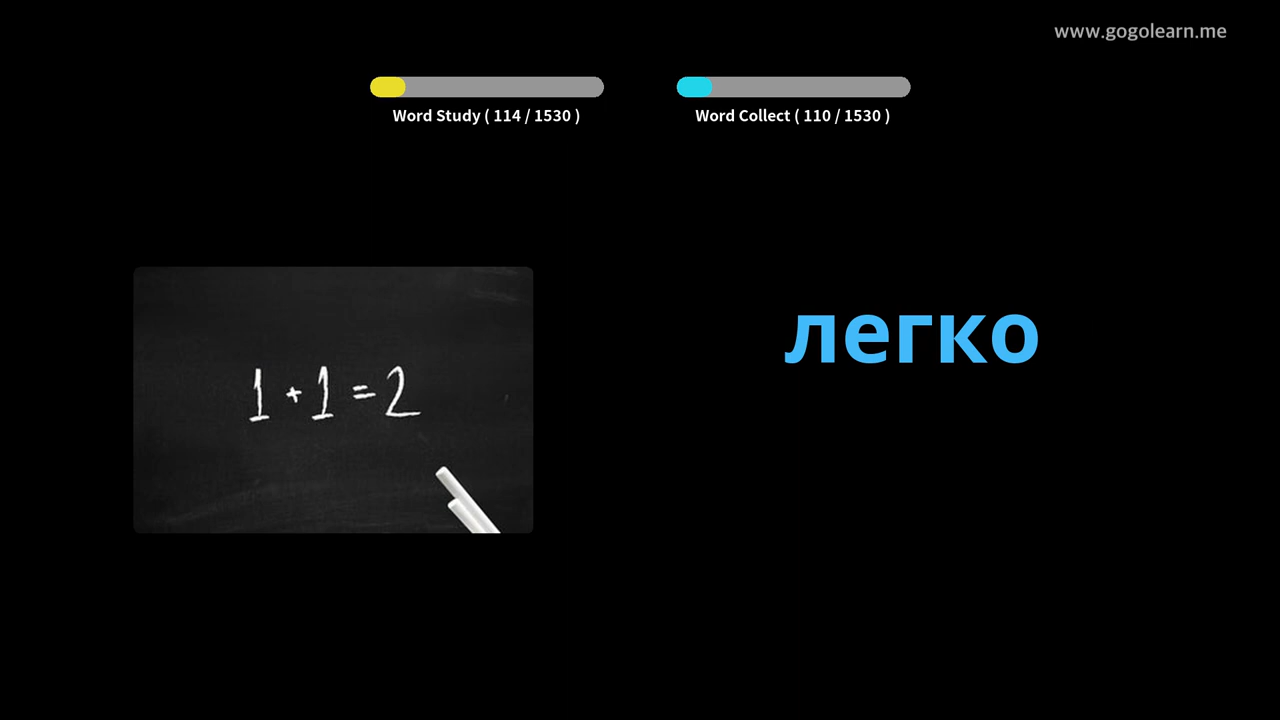 www.gogolearn.me
Word Study ( 114 / 1530 )
Word Collect ( 110 / 1530 )
легко
1 + 1 = 2